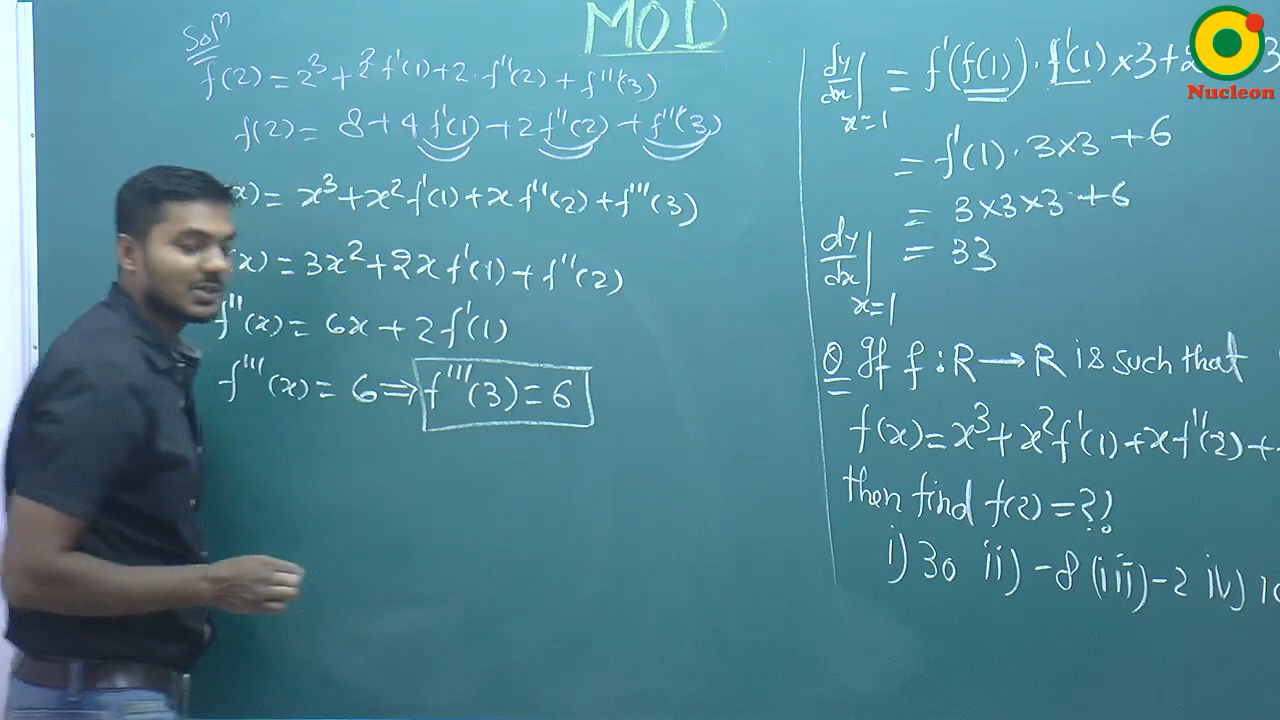 MOD
Solⁿ
f(2) = 2³ + 2² f'(1) + 2 · f''(2) + f'''(3)
f(2) = 8 + 4 f'(1) + 2 f''(2) + f'''(3)
x) = x³ + x² f'(1) + x f''(2) + f'''(3)
x) = 3x² + 2x f'(1) + f''(2)
f''(x) = 6x + 2 f'(1)
f'''(x) = 6 ⇒ f'''(3) = 6
dy/dx | x=1 = f'(f(1)) · f'(1) × 3 + 2 3
= f'(1) · 3×3 + 6
= 3×3×3 + 6
dy/dx | x=1 = 33
Q If f : R → R is such that
f(x) = x³ + x² f'(1) + x f''(2) +
then find f(2) = ??
i) 30 ii) -8 (iii) -2 iv)
Nucleon